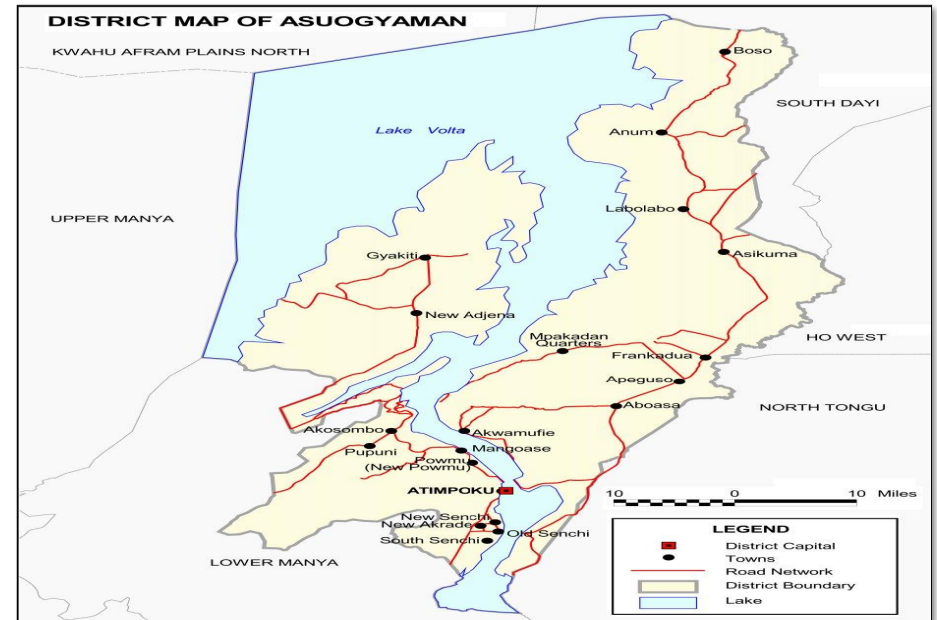 DISTRICT MAP OF ASUOGYAMAN
KWAHU AFRAM PLAINS NORTH
Boso
SOUTH DAYI
Lake Volta
Anum
Labolabo
UPPER MANYA
Gyakiti
Asikuma
New Adjena
Mpakadan
Quarters
HO WEST
Frankadua
Apeguso
Aboasa
NORTH TONGU
Akosombo
Akwamufie
Pupuni
Mangoase
Powmu
(New Powmu)
ATIMPOKU
10 0 10 Miles
New Senchi
New Akrade
Old Senchi
South Senchi
LOWER MANYA
LEGEND
District Capital
Towns
Road Network
District Boundary
Lake